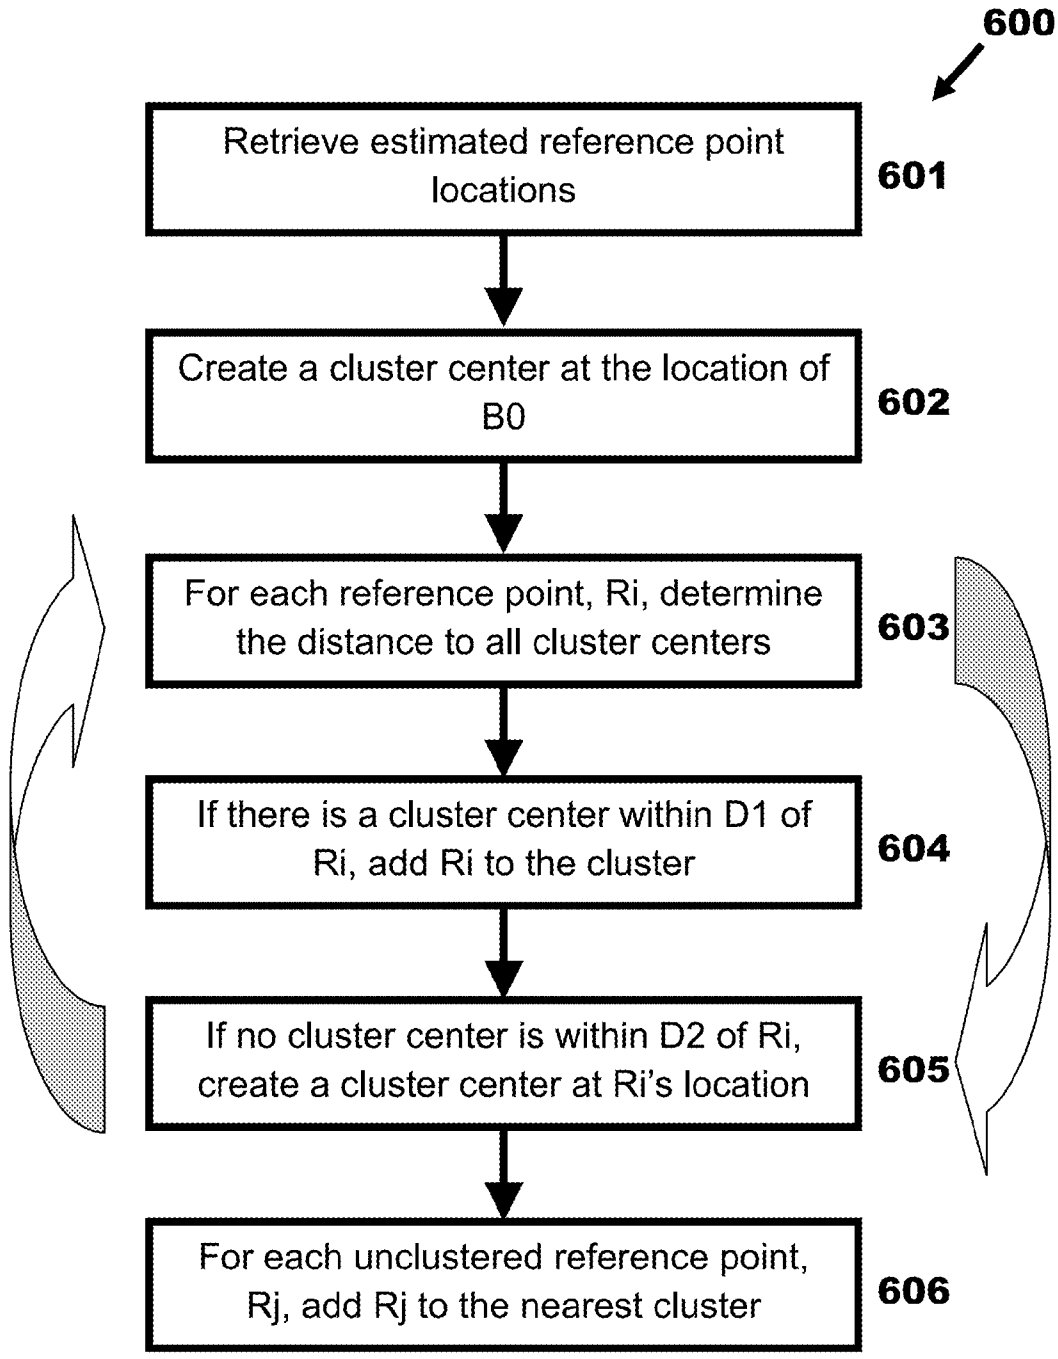 600
Retrieve estimated reference point
locations
601
Create a cluster center at the location of
B0
602
For each reference point, Ri, determine
the distance to all cluster centers
603
If there is a cluster center within D1 of
Ri, add Ri to the cluster
604
If no cluster center is within D2 of Ri,
create a cluster center at Ri's location
605
For each unclustered reference point,
Rj, add Rj to the nearest cluster
606